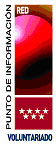 PUNTO DE INFORMACIÓN
RED
VOLUNTARIADO